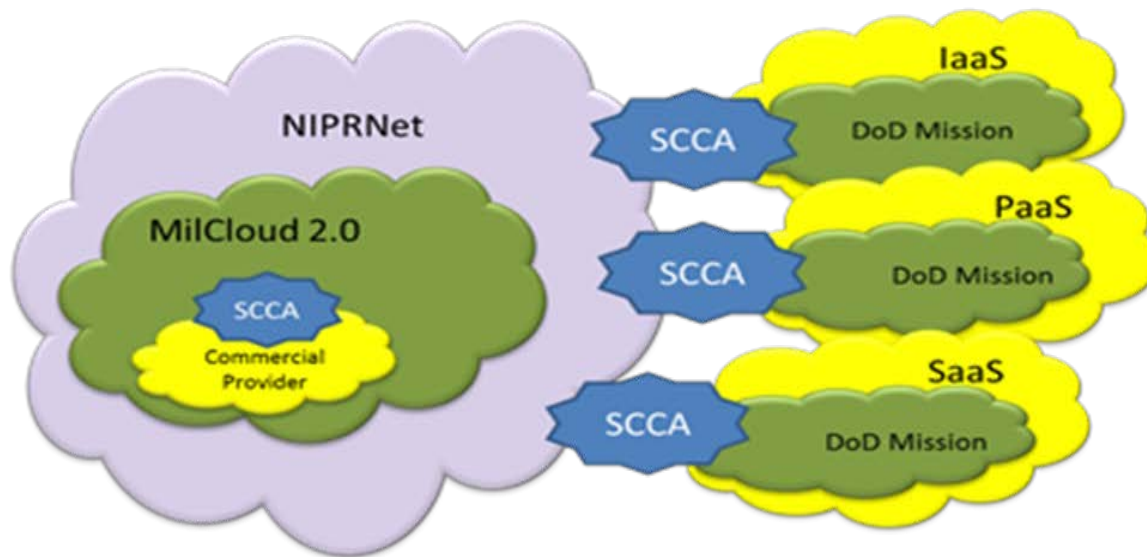 NIPRNet
MilCloud 2.0
SCCA
Commercial
Provider
SCCA
IaaS
DoD Mission
SCCA
PaaS
DoD Mission
SCCA
SaaS
DoD Mission